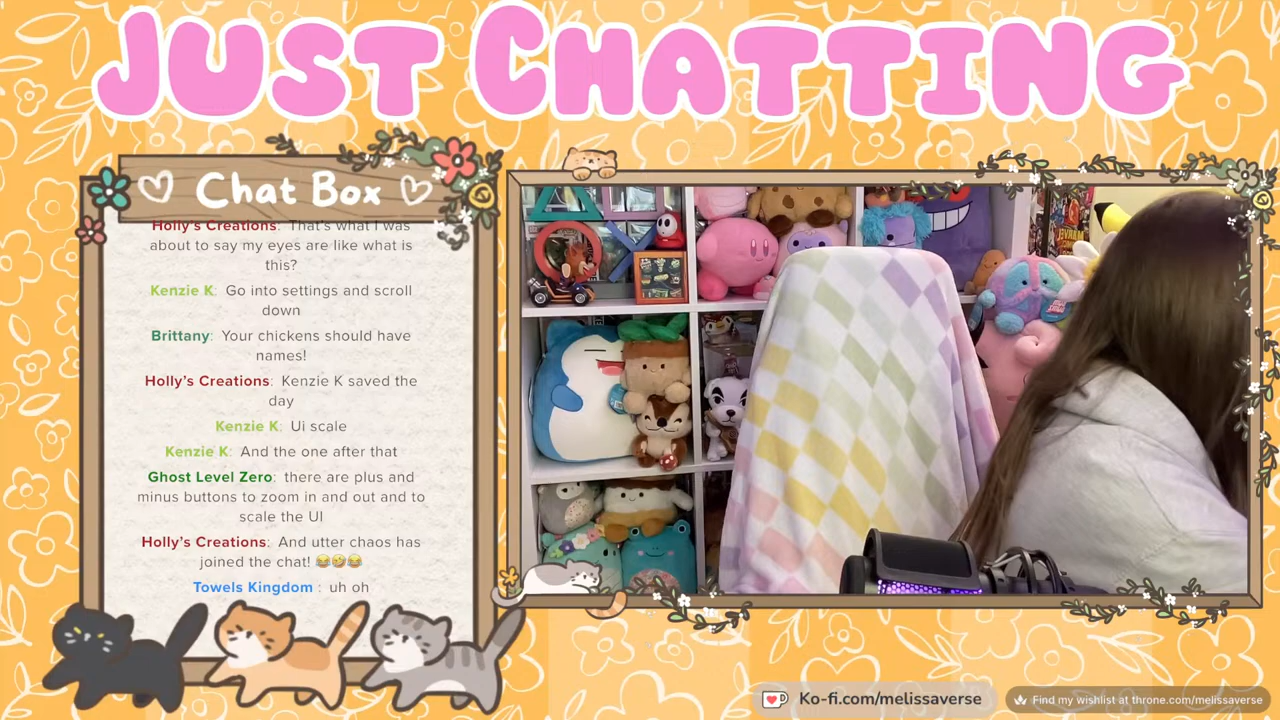 JUST CHATTING
Chat Box
Holly's Creations: That's what I was
about to say my eyes are like what is
this?
Kenzie K: Go into settings and scroll
down
Brittany: Your chickens should have
names!
Holly's Creations: Kenzie K saved the
day
Kenzie K: Ui scale
Kenzie K: And the one after that
Ghost Level Zero: there are plus and
minus buttons to zoom in and out and to
scale the UI
Holly's Creations: And utter chaos has
joined the chat! 😂🤣😂
Towels Kingdom : uh oh
Ko-fi.com/melissaverse
Find my wishlist at throne.com/melissaverse